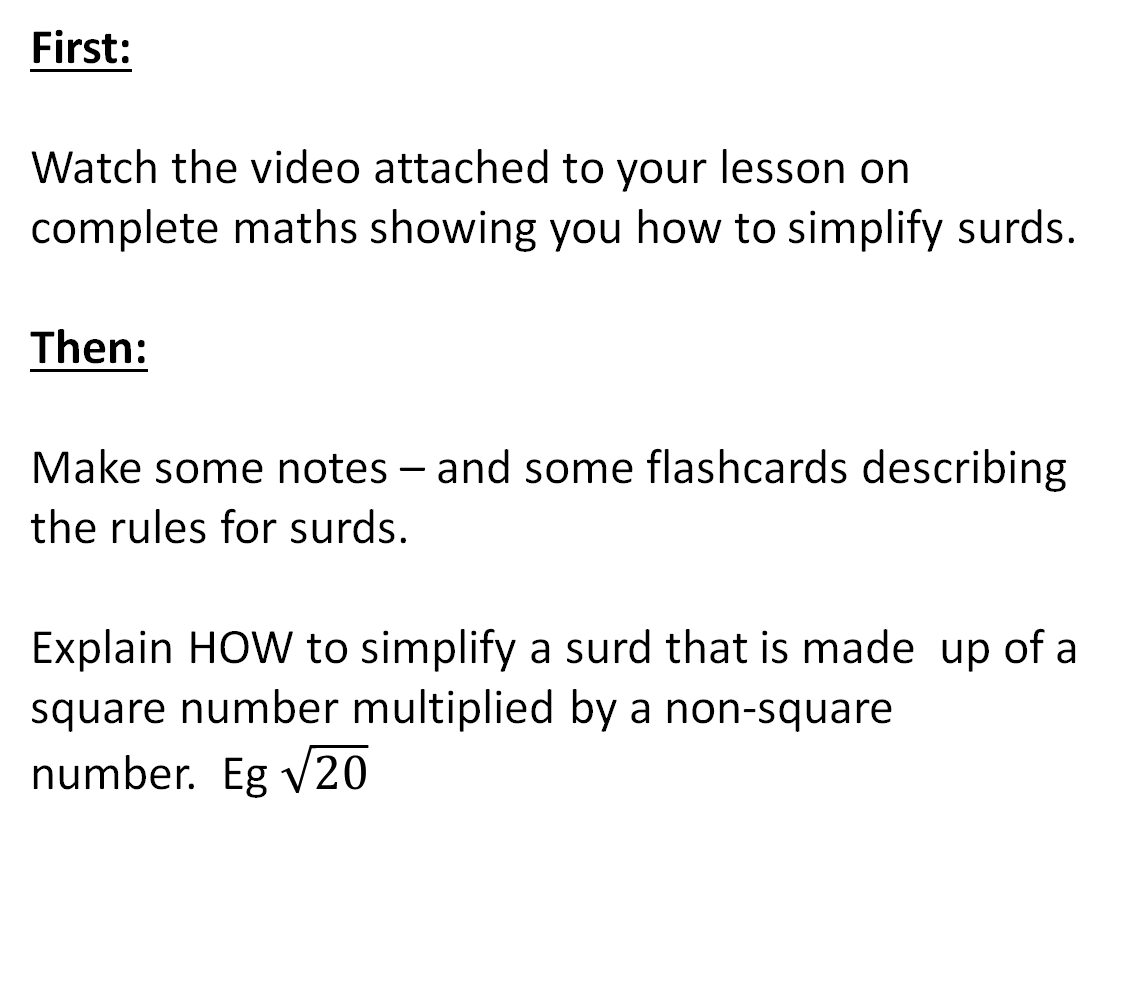 First:
Watch the video attached to your lesson on
complete maths showing you how to simplify surds.
Then:
Make some notes – and some flashcards describing
the rules for surds.
Explain HOW to simplify a surd that is made  up of a
square number multiplied by a non-square
number.  Eg √20